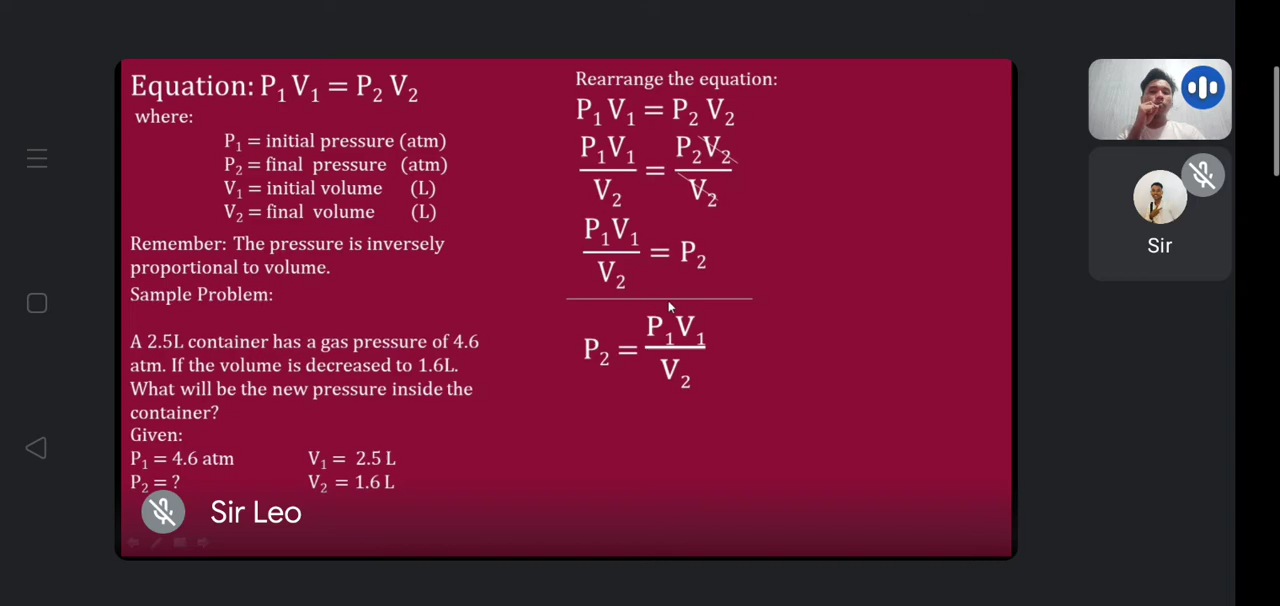 Equation: P₁ V₁ = P₂ V₂
where:
P₁ = initial pressure (atm)
P₂ = final pressure (atm)
V₁ = initial volume (L)
V₂ = final volume (L)
Remember: The pressure is inversely
proportional to volume.
Sample Problem:
A 2.5L container has a gas pressure of 4.6
atm. If the volume is decreased to 1.6L.
What will be the new pressure inside the
container?
Given:
P₁ = 4.6 atm V₁ = 2.5 L
P₂ = ? V₂ = 1.6 L
Sir Leo
Rearrange the equation:
P₁ V₁ = P₂ V₂
P₁V₁/V₂ = P₂V₂/V₂
P₁V₁/V₂ = P₂
P₂ = P₁V₁/V₂
Sir